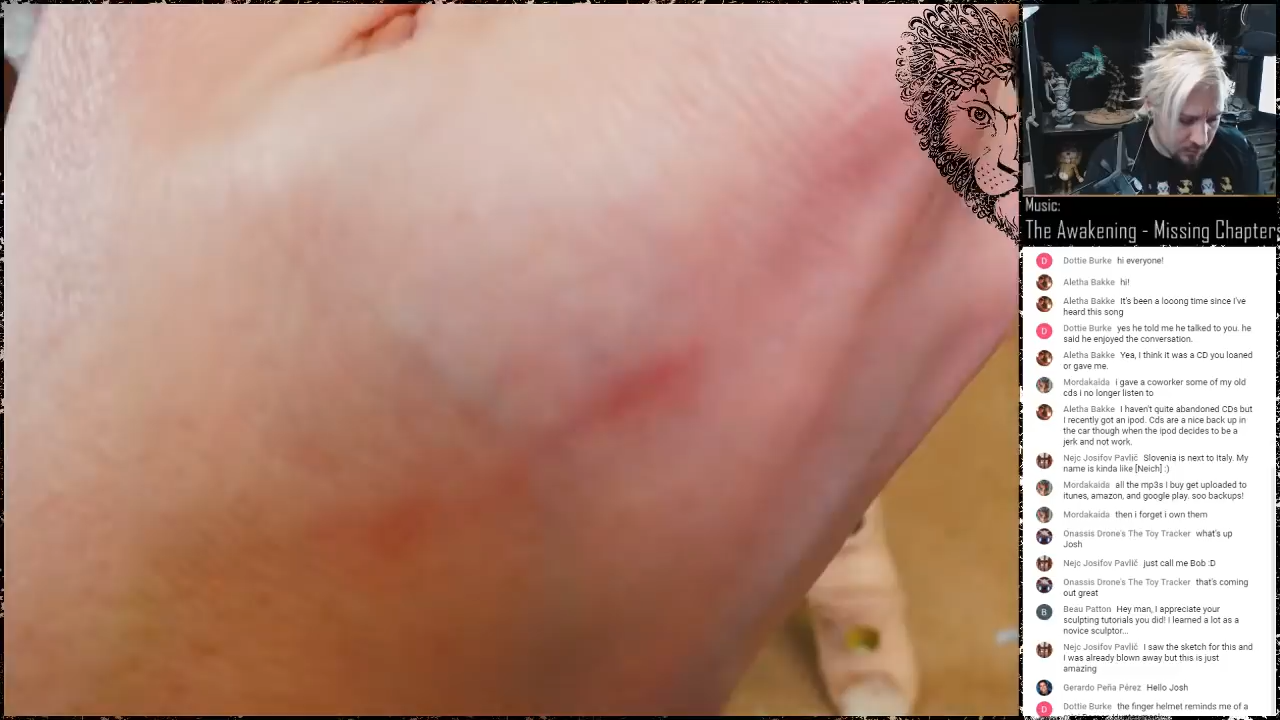 Music:
The Awakening - Missing Chapters
Dottie Burke hi everyone!
Aletha Bakke hi!
Aletha Bakke It's been a looong time since I've
heard this song
Dottie Burke yes he told me he talked to you. he
said he enjoyed the conversation.
Aletha Bakke Yea, I think it was a CD you loaned
or gave me.
Mordakaida i gave a coworker some of my old
cds i no longer listen to
Aletha Bakke I haven't quite abandoned CDs but
I recently got an ipod. Cds are a nice back up in
the car though when the ipod decides to be a
jerk and not work.
Nejc Josifov Pavlič Slovenia is next to Italy. My
name is kinda like [Neich] :)
Mordakaida all the mp3s I buy get uploaded to
itunes, amazon, and google play. soo backups!
Mordakaida then i forget i own them
Onassis Drone's The Toy Tracker what's up
Josh
Nejc Josifov Pavlič just call me Bob :D
Onassis Drone's The Toy Tracker that's coming
out great
B
Beau Patton Hey man, I appreciate your
sculpting tutorials you did! I learned a lot as a
novice sculptor...
Nejc Josifov Pavlič I saw the sketch for this and
I was already blown away but this is just
amazing
Gerardo Peña Pérez Hello Josh
Dottie Burke the finger helmet reminds me of a